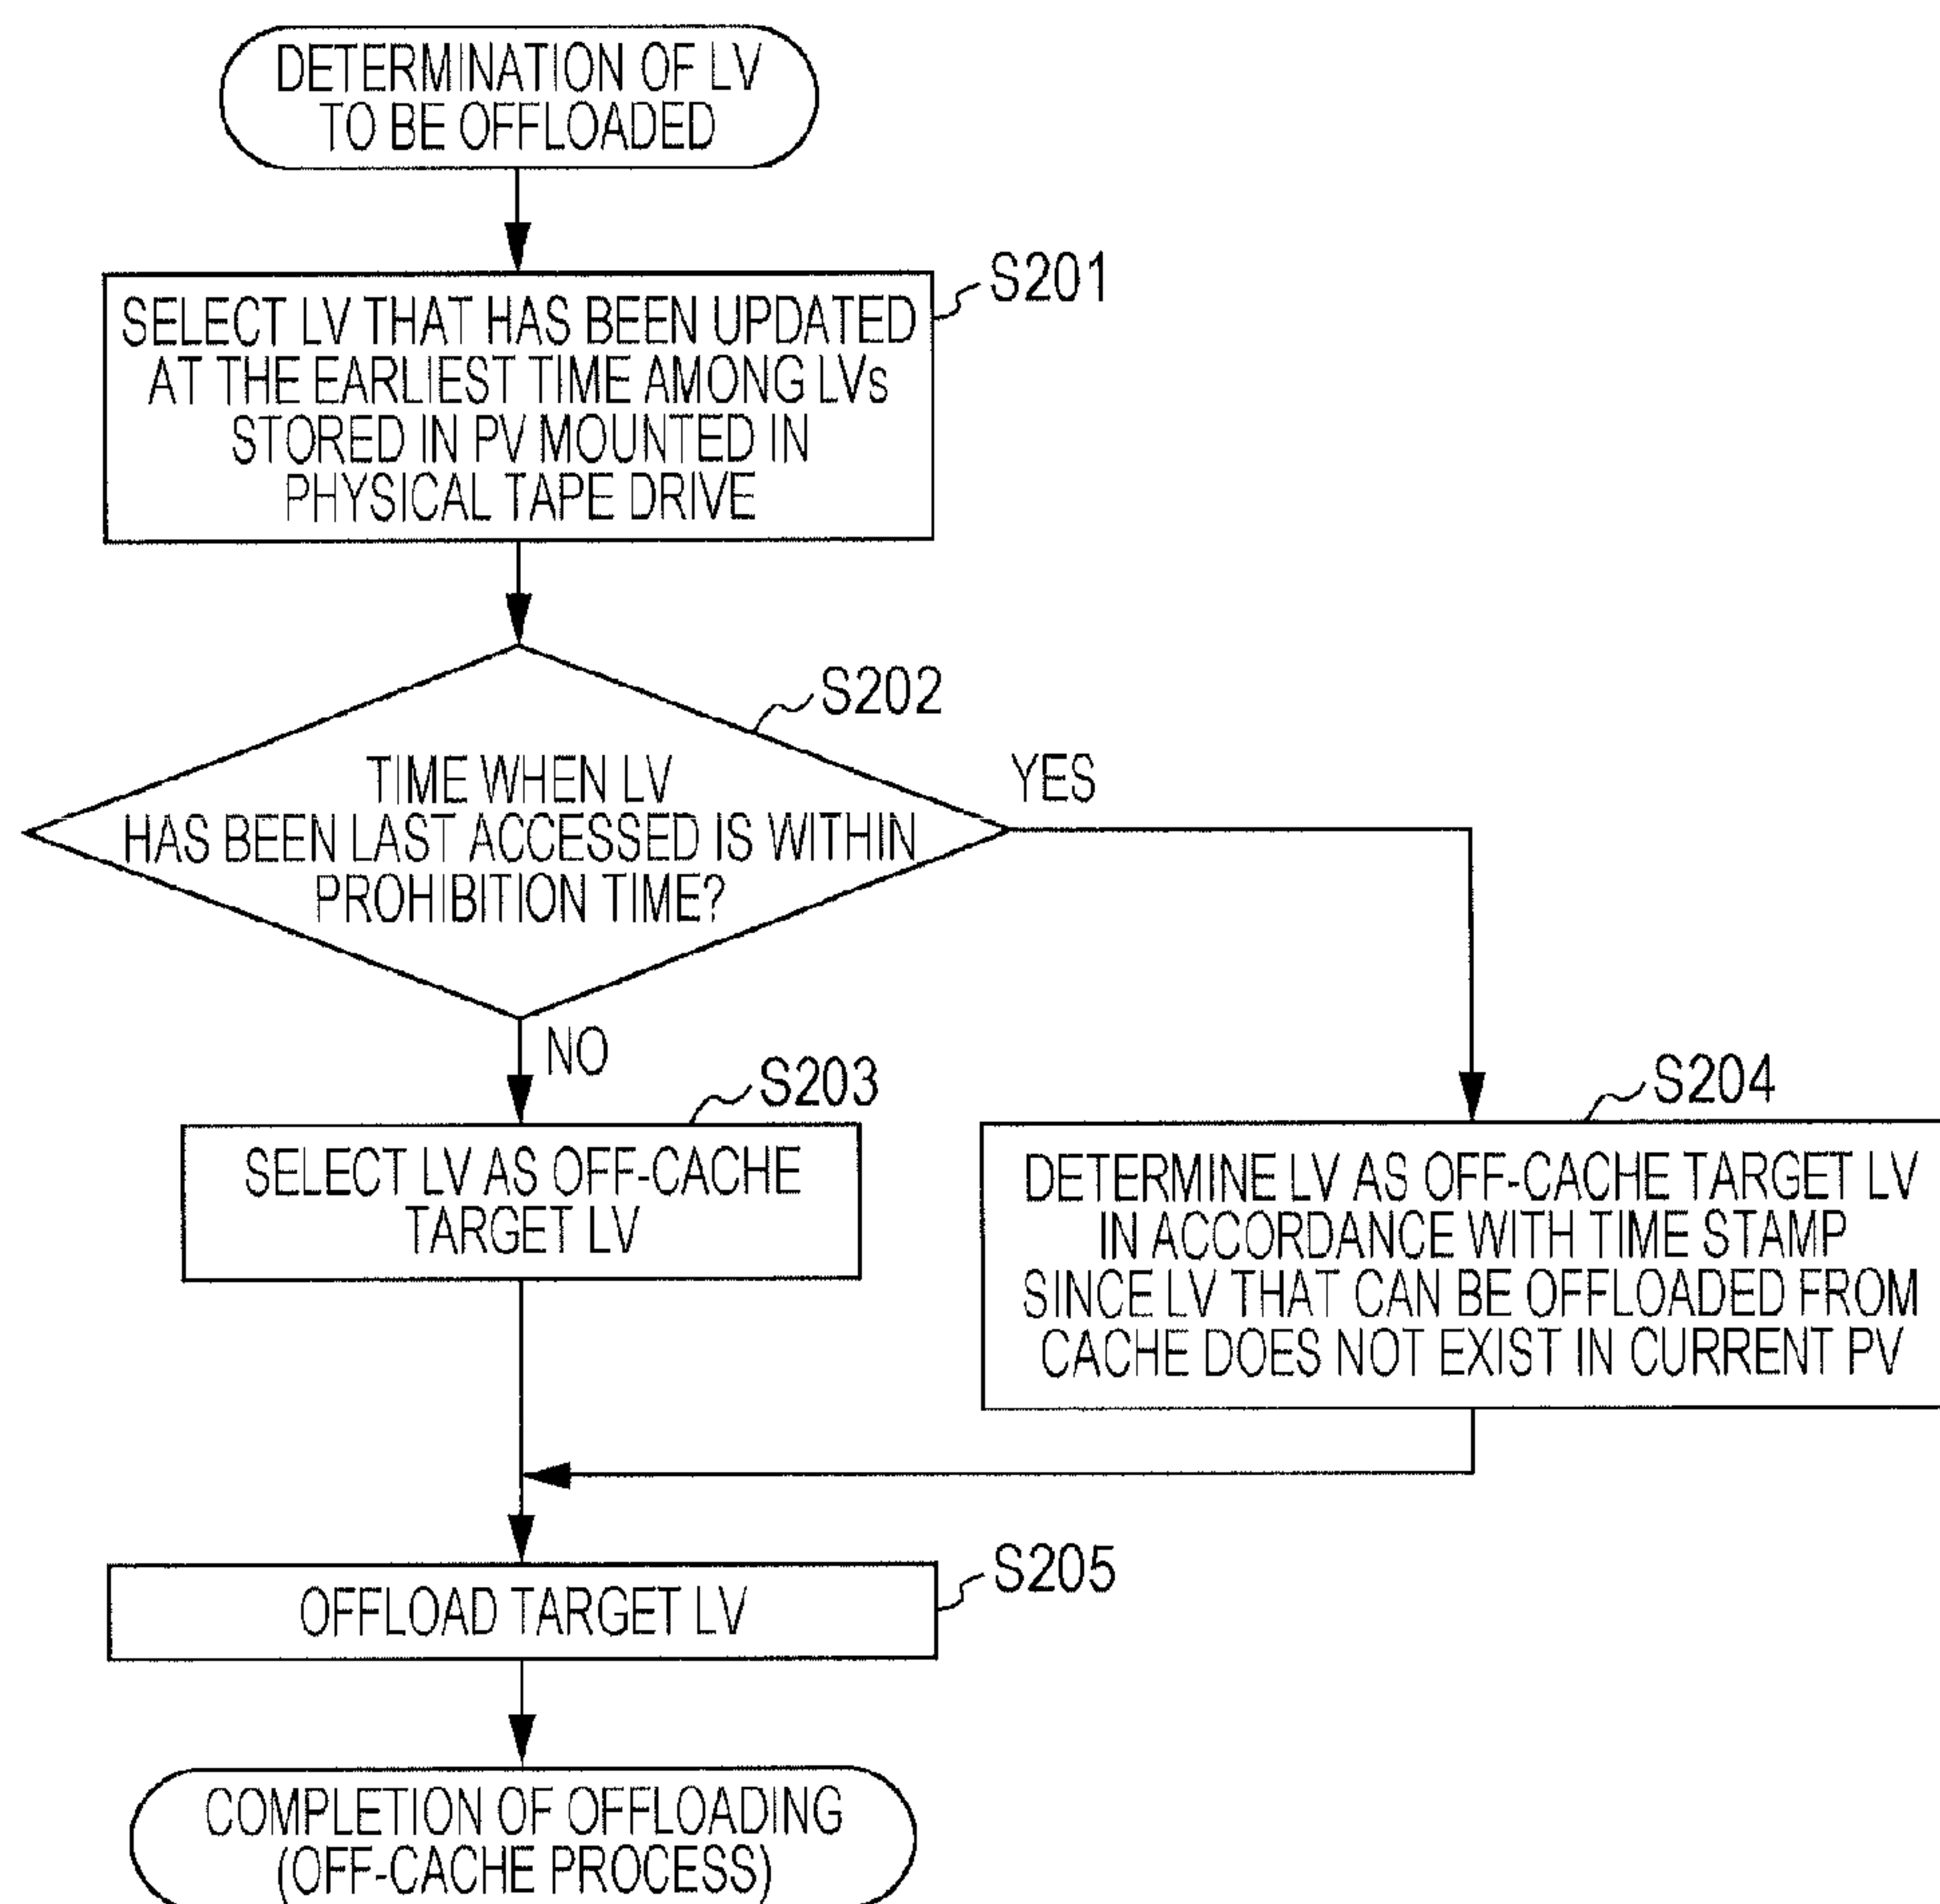 DETERMINATION OF LV
TO BE OFFLOADED
S201
SELECT LV THAT HAS BEEN UPDATED
AT THE EARLIEST TIME AMONG LVs
STORED IN PV MOUNTED IN
PHYSICAL TAPE DRIVE
S202
TIME WHEN LV
HAS BEEN LAST ACCESSED IS WITHIN
PROHIBITION TIME?
YES
NO
S203
SELECT LV AS OFF-CACHE
TARGET LV
S204
DETERMINE LV AS OFF-CACHE TARGET LV
IN ACCORDANCE WITH TIME STAMP
SINCE LV THAT CAN BE OFFLOADED FROM
CACHE DOES NOT EXIST IN CURRENT PV
S205
OFFLOAD TARGET LV
COMPLETION OF OFFLOADING
(OFF-CACHE PROCESS)